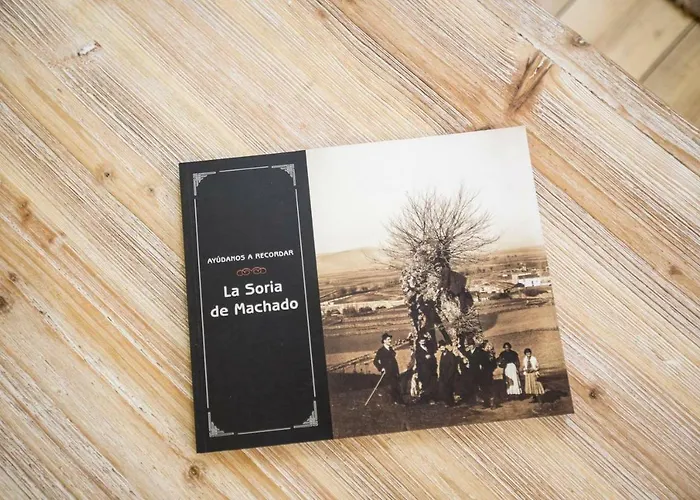 AYÚDANOS A RECORDAR
La Soria
de Machado